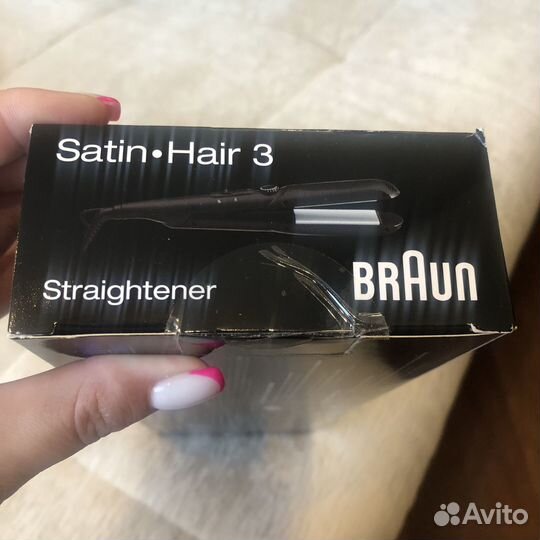 Satin•Hair 3
Straightener
BRAUN
Avito